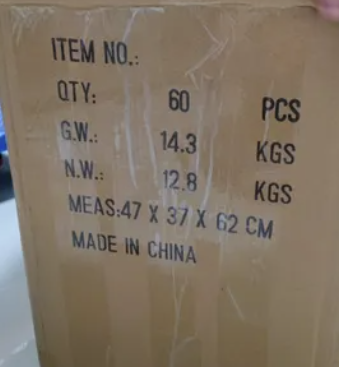 ITEM NO.:
QTY: 60 PCS
G.W.: 14.3 KGS
N.W.: 12.8 KGS
MEAS:47 X 37 X 62 CM
MADE IN CHINA